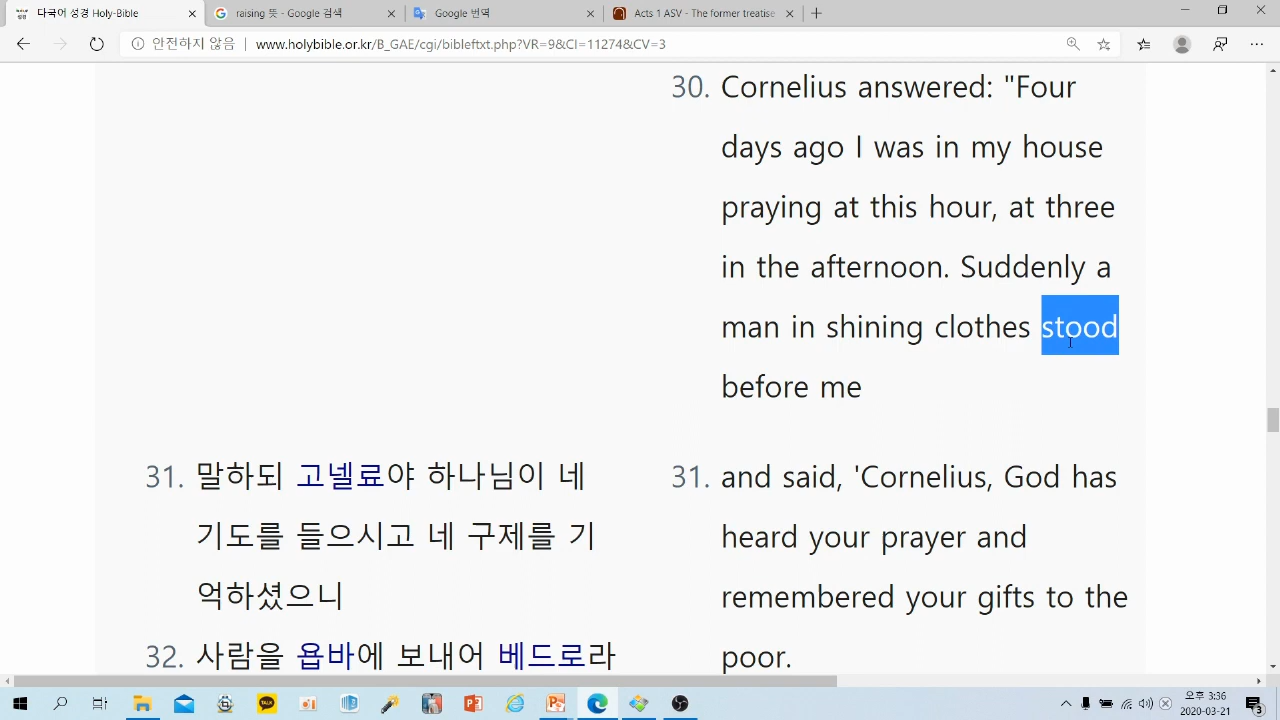 다국어 성경 Holy-Bible
raising 뜻 - Google 검색
Google 번역
Acts 1 ASV - The former treatise
안전하지 않음
www.holybible.or.kr/B_GAE/cgi/bibleftxt.php?VR=9&CI=11274&CV=3
30. Cornelius answered: "Four
days ago I was in my house
praying at this hour, at three
in the afternoon. Suddenly a
man in shining clothes stood
before me
31. 말하되 고넬료야 하나님이 네
기도를 들으시고 네 구제를 기
억하셨으니
32. 사람을 욥바에 보내어 베드로라
31. and said, 'Cornelius, God has
heard your prayer and
remembered your gifts to the
poor.
TALK
오후 3:36
2020-03-21
3